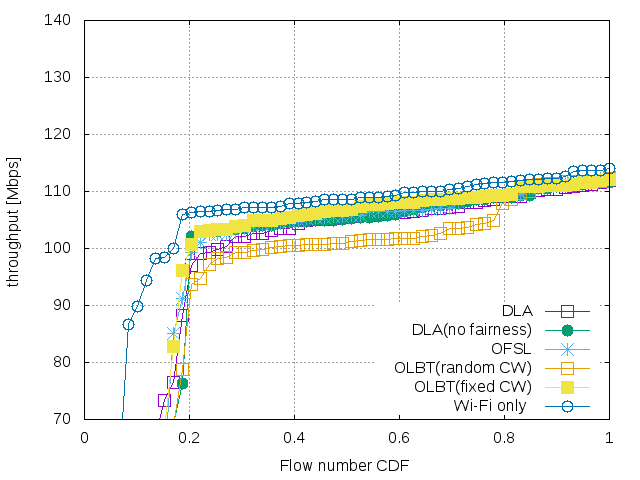 140
130
120
110
100
90
80
70
throughput [Mbps]
DLA
DLA(no fairness)
OFSL
OLBT(random CW)
OLBT(fixed CW)
Wi-Fi only
0 0.2 0.4 0.6 0.8 1
Flow number CDF